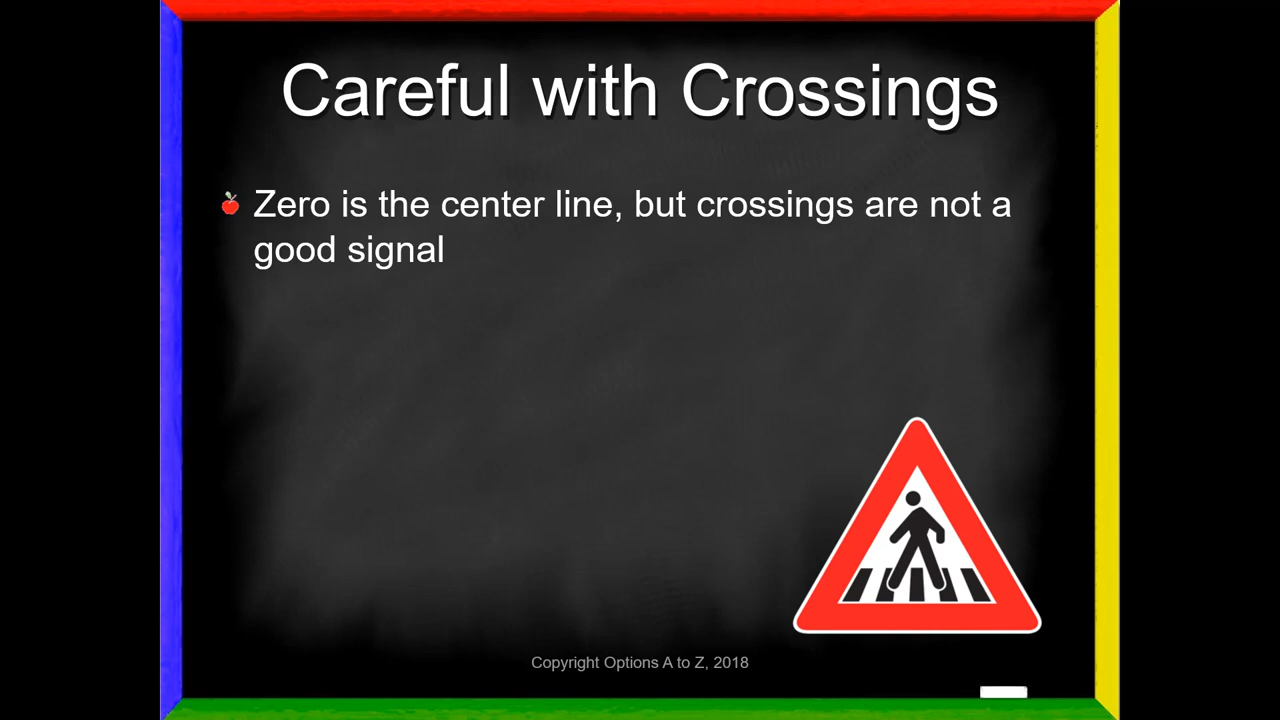 Careful with Crossings
Zero is the center line, but crossings are not a
good signal
Copyright Options A to Z, 2018